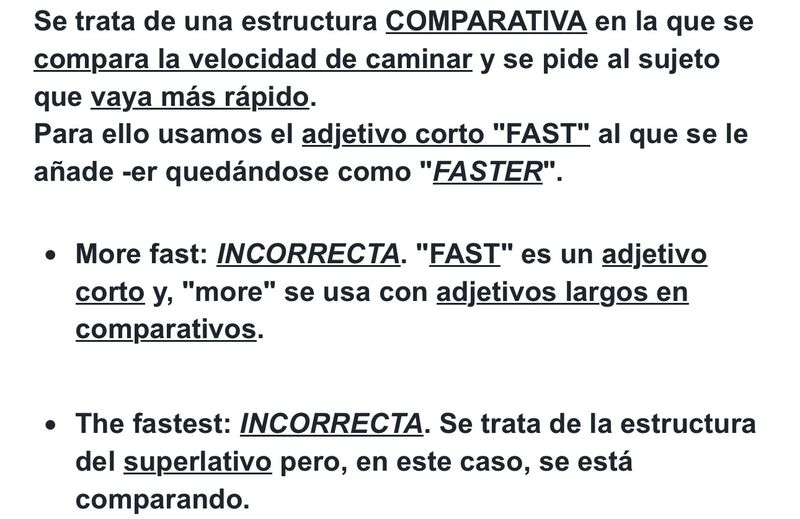 Se trata de una estructura COMPARATIVA en la que se
compara la velocidad de caminar y se pide al sujeto
que vaya más rápido.
Para ello usamos el adjetivo corto "FAST" al que se le
añade -er quedándose como "FASTER".
• More fast: INCORRECTA. "FAST" es un adjetivo
corto y, "more" se usa con adjetivos largos en
comparativos.
• The fastest: INCORRECTA. Se trata de la estructura
del superlativo pero, en este caso, se está
comparando.